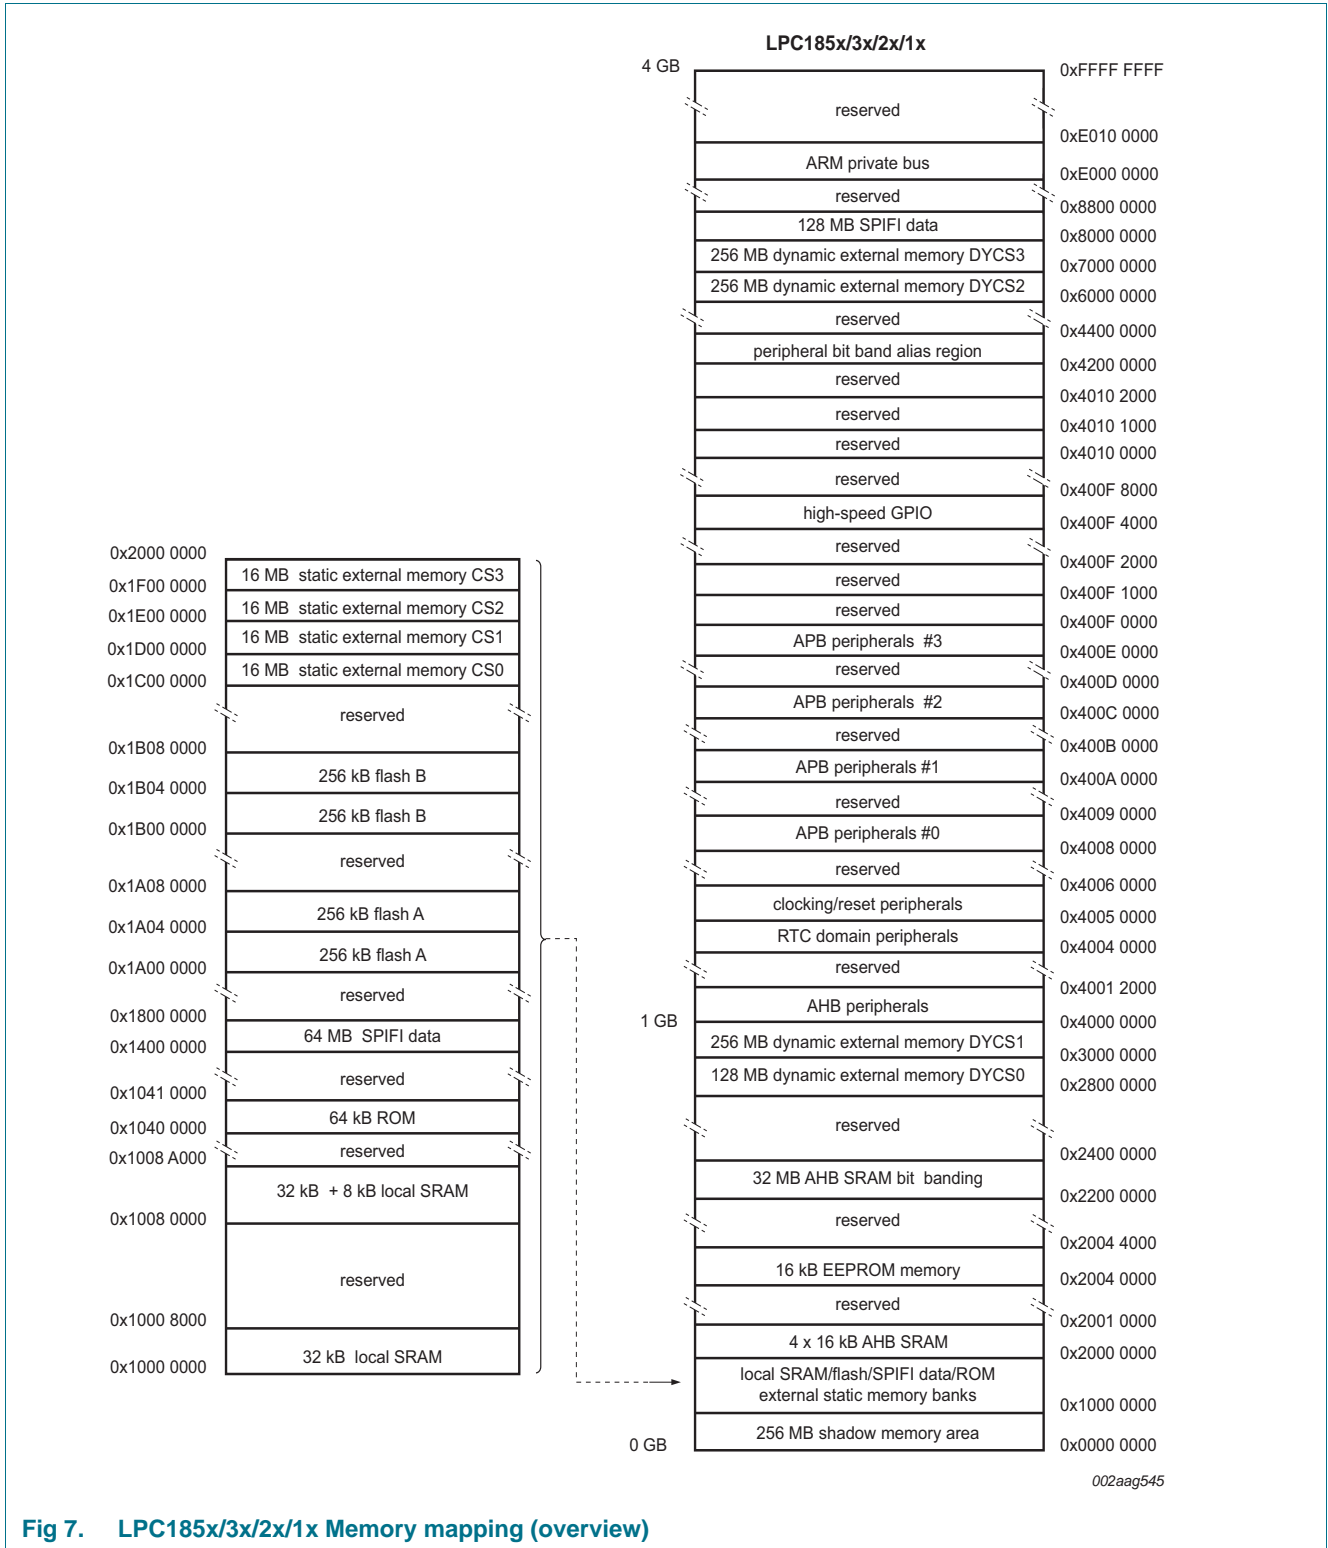 LPC185x/3x/2x/1x
4 GB
0xFFFF FFFF
reserved
0xE010 0000
ARM private bus
0xE000 0000
reserved
0x8800 0000
128 MB SPIFI data
0x8000 0000
256 MB dynamic external memory DYCS3
0x7000 0000
256 MB dynamic external memory DYCS2
0x6000 0000
reserved
0x4400 0000
peripheral bit band alias region
0x4200 0000
reserved
0x4010 2000
reserved
0x4010 1000
reserved
0x4010 0000
reserved
0x400F 8000
high-speed GPIO
0x400F 4000
reserved
0x400F 2000
reserved
0x400F 1000
reserved
0x400F 0000
APB peripherals #3
0x400E 0000
reserved
0x400D 0000
APB peripherals #2
0x400C 0000
reserved
0x400B 0000
APB peripherals #1
0x400A 0000
reserved
0x4009 0000
APB peripherals #0
0x4008 0000
reserved
0x4006 0000
clocking/reset peripherals
0x4005 0000
RTC domain peripherals
0x4004 0000
reserved
0x4001 2000
AHB peripherals
1 GB
0x4000 0000
256 MB dynamic external memory DYCS1
0x3000 0000
128 MB dynamic external memory DYCS0
0x2800 0000
reserved
0x2400 0000
32 MB AHB SRAM bit banding
0x2200 0000
reserved
0x2004 4000
16 kB EEPROM memory
0x2004 0000
reserved
0x2001 0000
4 x 16 kB AHB SRAM
0x2000 0000
local SRAM/flash/SPIFI data/ROM
external static memory banks
0x1000 0000
256 MB shadow memory area
0 GB
0x0000 0000
0x2000 0000
16 MB static external memory CS3
0x1F00 0000
16 MB static external memory CS2
0x1E00 0000
16 MB static external memory CS1
0x1D00 0000
16 MB static external memory CS0
0x1C00 0000
reserved
0x1B08 0000
256 kB flash B
0x1B04 0000
256 kB flash B
0x1B00 0000
reserved
0x1A08 0000
256 kB flash A
0x1A04 0000
256 kB flash A
0x1A00 0000
reserved
0x1800 0000
64 MB SPIFI data
0x1400 0000
reserved
0x1041 0000
64 kB ROM
0x1040 0000
reserved
0x1008 A000
32 kB + 8 kB local SRAM
0x1008 0000
reserved
0x1000 8000
32 kB local SRAM
0x1000 0000
002aag545
Fig 7. LPC185x/3x/2x/1x Memory mapping (overview)